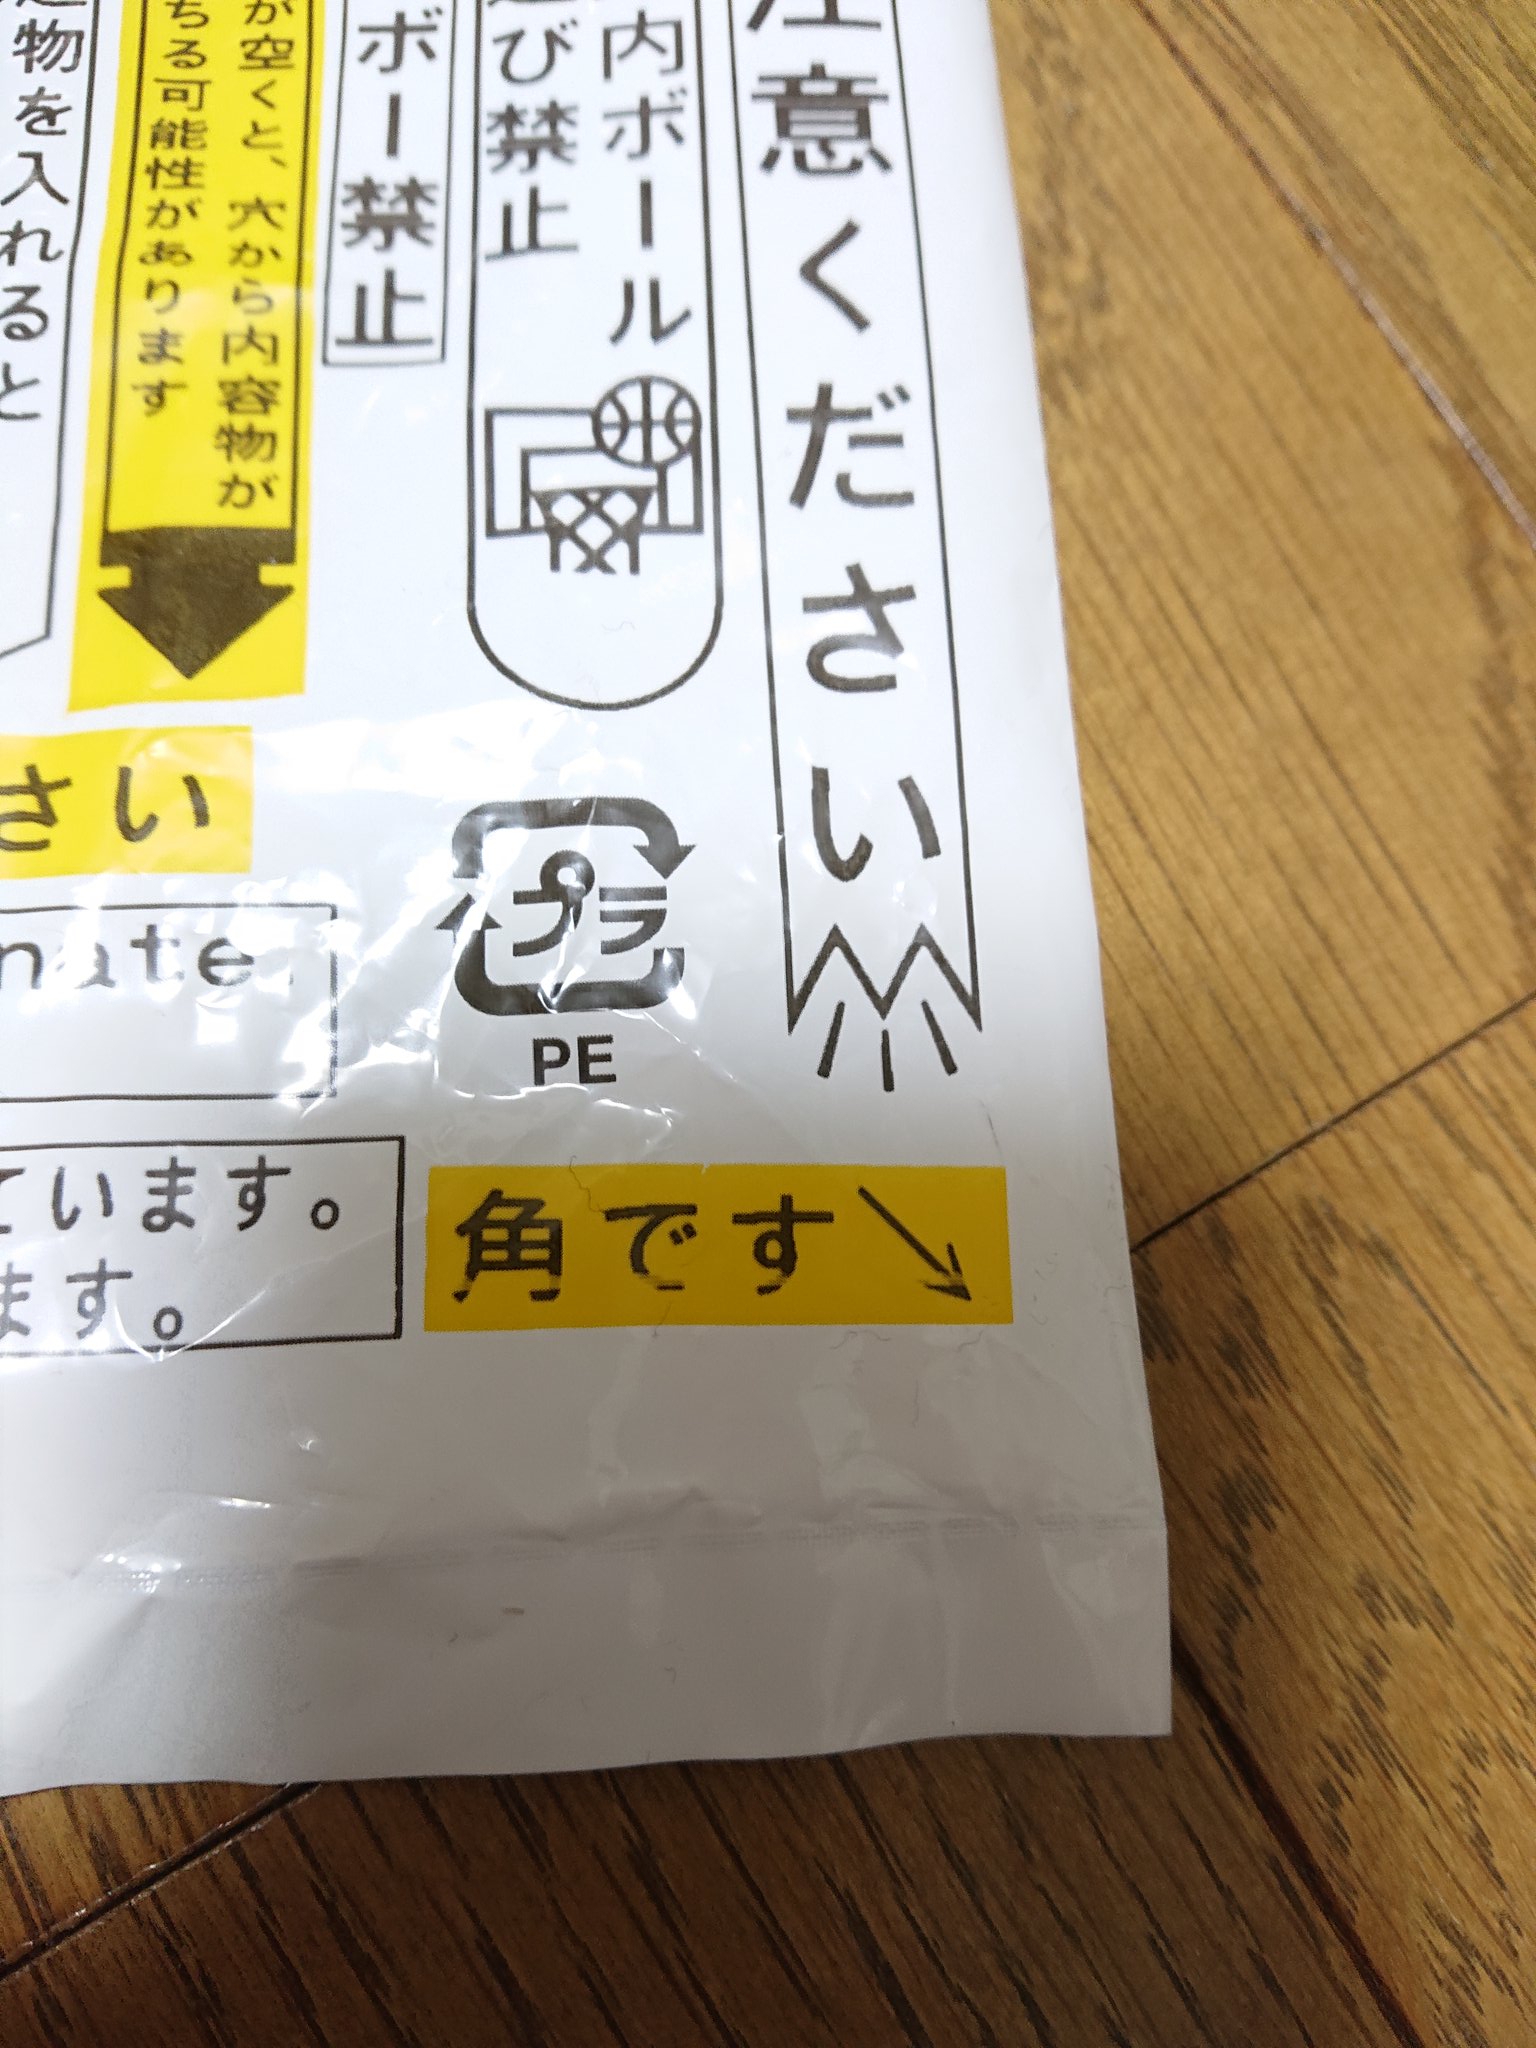 注意ください
内ボール
遊び禁止
ボー禁止
が空くと、穴から内容物が
ちる可能性があります
物を入れると
さい
プラ
PE
nate.
ています。
ます。
角です↘